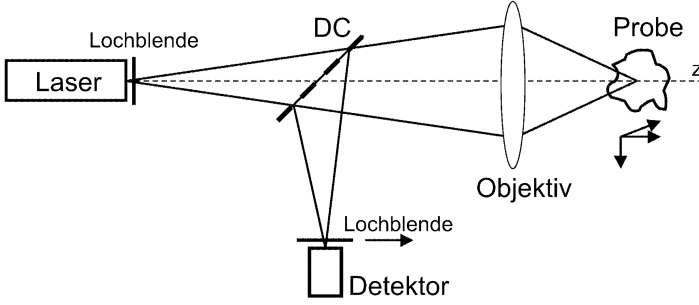 DC
Probe
Lochblende
Laser
z
Objektiv
Lochblende
Detektor